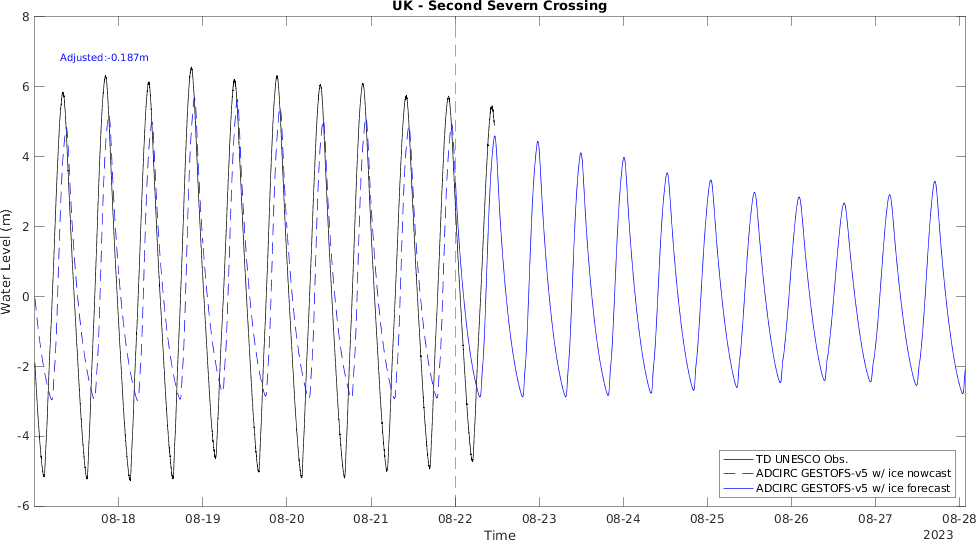 UK - Second Severn Crossing
Adjusted:-0.187m
Water Level (m)
8
6
4
2
0
-2
-4
-6
TD UNESCO Obs.
ADCIRC GESTOFS-v5 w/ ice nowcast
ADCIRC GESTOFS-v5 w/ ice forecast
08-18 08-19 08-20 08-21 08-22 08-23 08-24 08-25 08-26 08-27 08-28
Time
2023